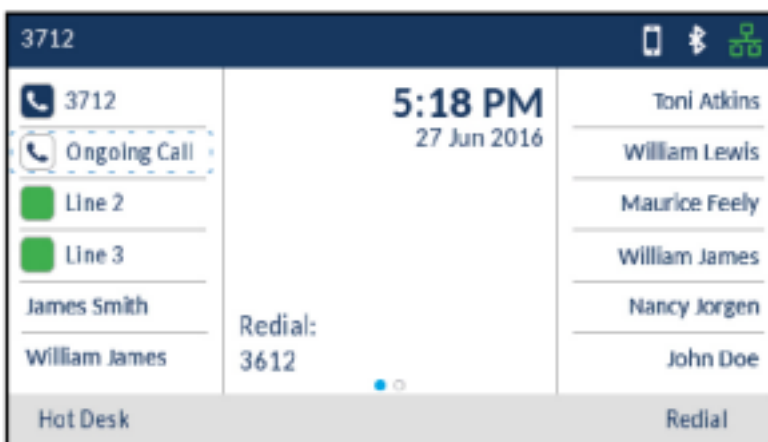 3712
3712
Ongoing Call
Line 2
Line 3
James Smith
William James
5:18 PM
27 Jun 2016
Redial:
3612
Toni Atkins
William Lewis
Maurice Feely
William James
Nancy Jorgen
John Doe
Hot Desk
Redial